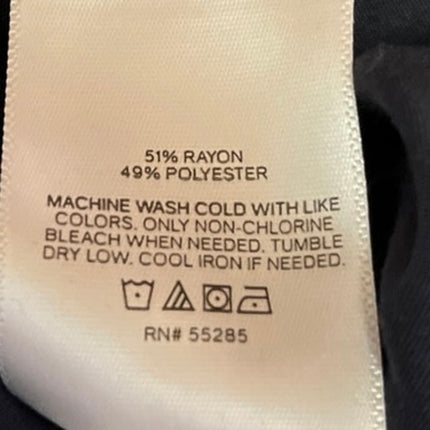 51% RAYON
49% POLYESTER
MACHINE WASH COLD WITH LIKE
COLORS. ONLY NON-CHLORINE
BLEACH WHEN NEEDED. TUMBLE
DRY LOW. COOL IRON IF NEEDED.
RN# 55285